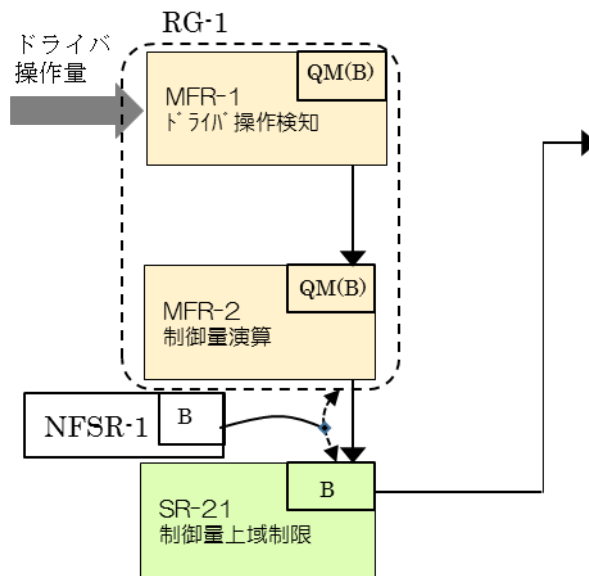 RG-1
ドライバ
操作量
QM(B)
MFR-1
ﾄﾞﾗｲﾊﾞ操作検知
QM(B)
MFR-2
制御量演算
B
NFSR-1
B
SR-21
制御量上域制限